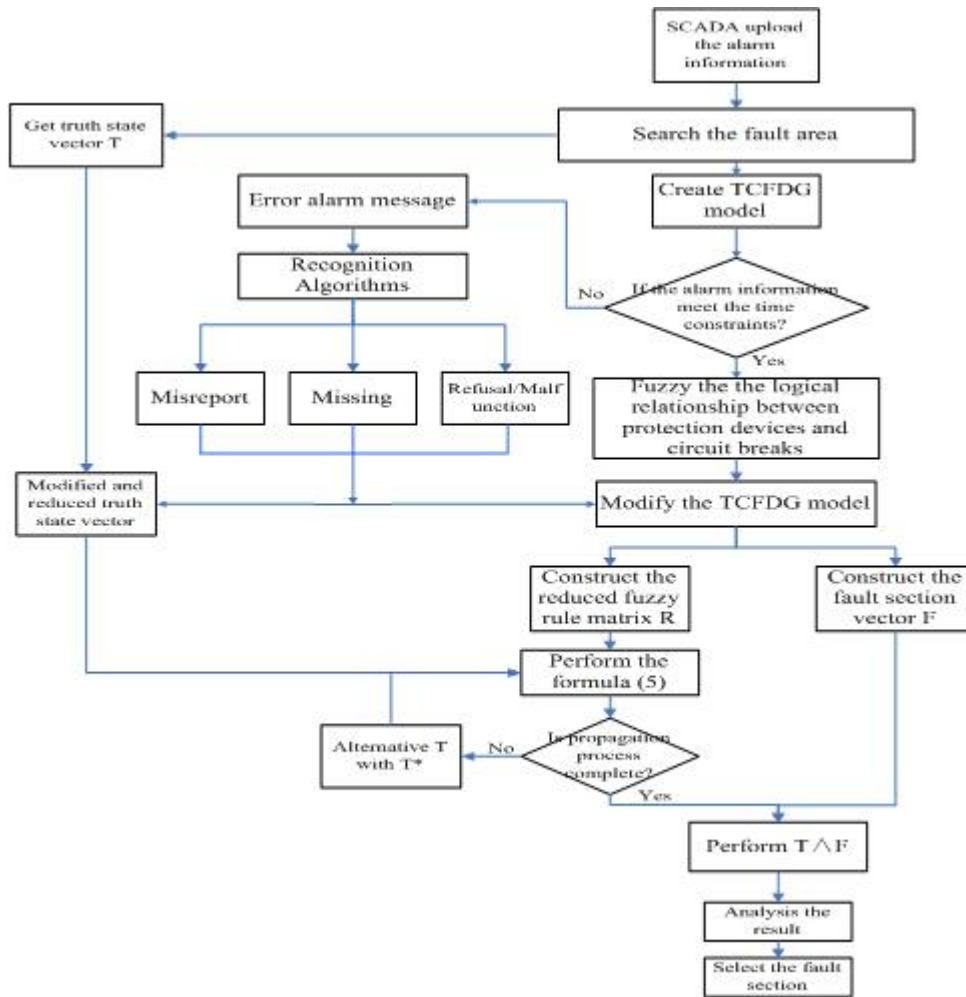 SCADA upload
the alarm
information
Get truth state
vector T
Search the fault area
Error alarm message
Create TCFDG
model
Recognition
Algorithms
No
If the alarm information
meet the time
constraints?
Yes
Misreport
Missing
Refusal/Malf
unction
Fuzzy the the logical
relationship between
protection devices and
circuit breaks
Modified and
reduced truth
state vector
Modify the TCFDG model
Construct the
reduced fuzzy
rule matrix R
Construct the
fault section
vector F
Perform the
formula (5)
Alternative T
with T*
No
Is propagation
process
complete?
Yes
Perform T∧F
Analysis the
result
Select the fault
section